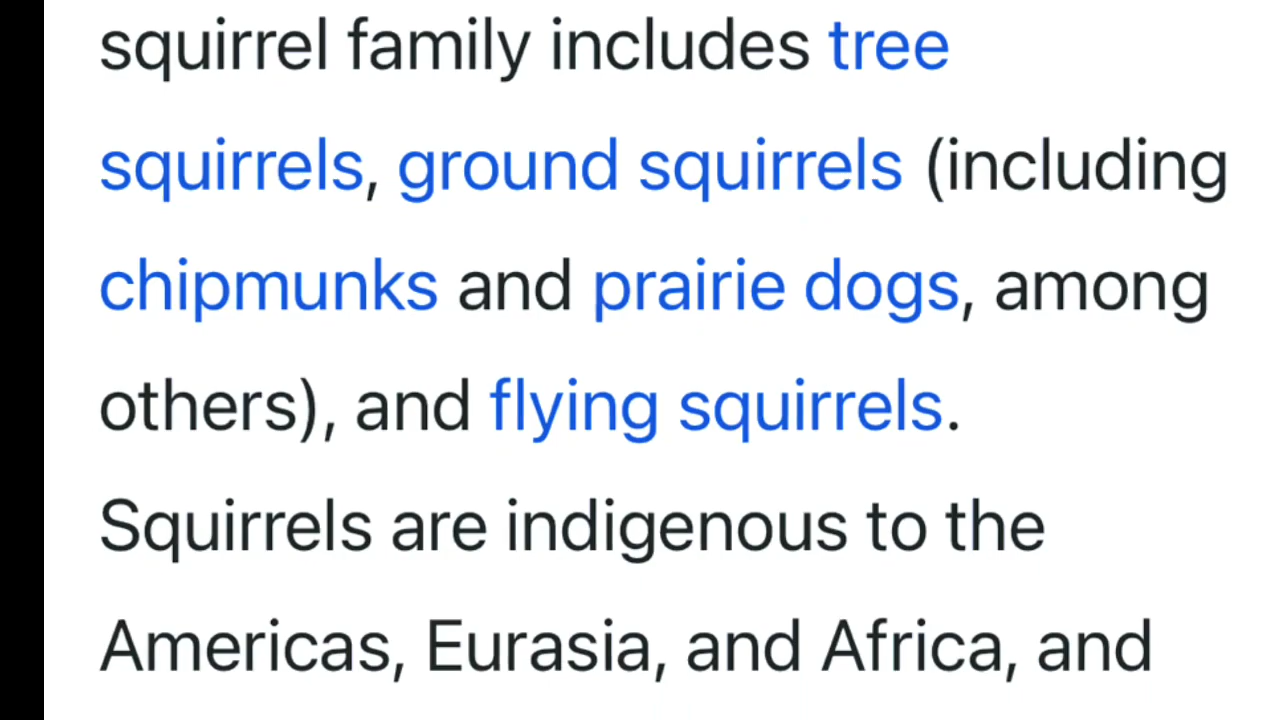 squirrel family includes tree
squirrels, ground squirrels (including
chipmunks and prairie dogs, among
others), and flying squirrels.
Squirrels are indigenous to the
Americas, Eurasia, and Africa, and